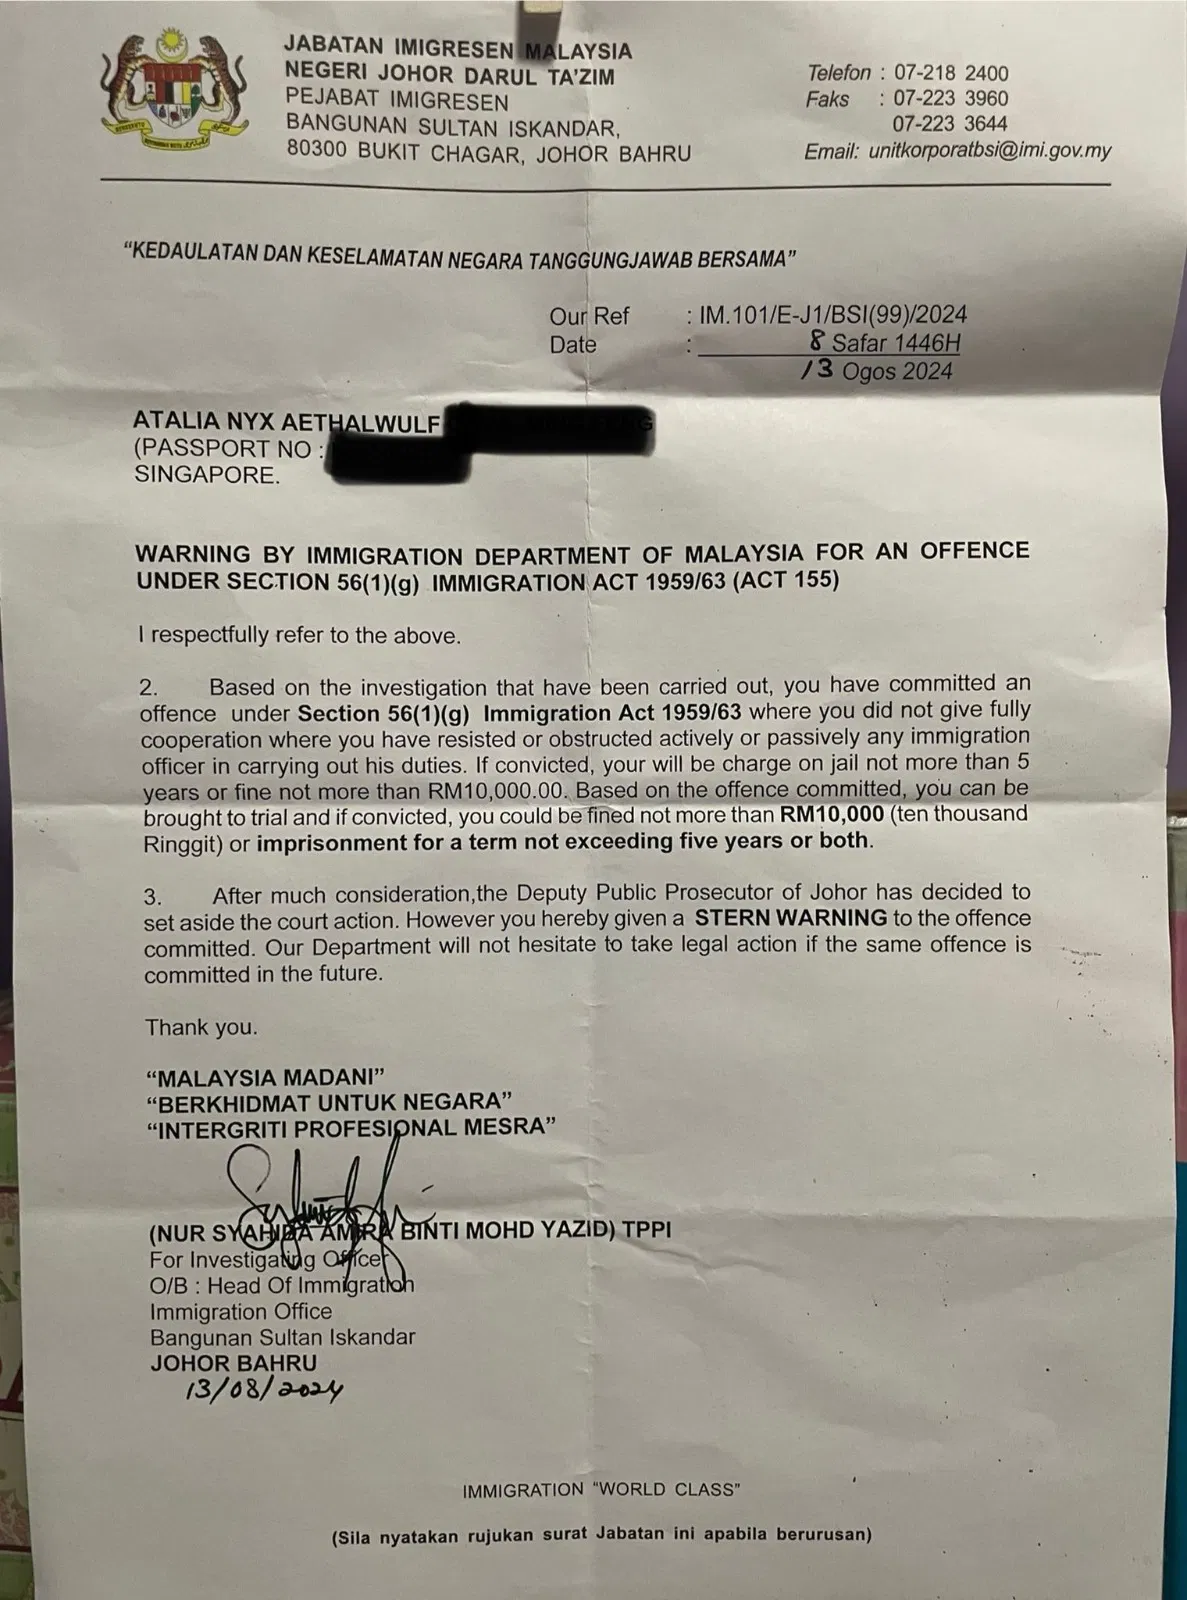 JABATAN IMIGRESEN MALAYSIA
NEGERI JOHOR DARUL TA'ZIM
PEJABAT IMIGRESEN
BANGUNAN SULTAN ISKANDAR,
80300 BUKIT CHAGAR, JOHOR BAHRU
Telefon : 07-218 2400
Faks : 07-223 3960
07-223 3644
Email: unitkorporatbsi@imi.gov.my
"KEDAULATAN DAN KESELAMATAN NEGARA TANGGUNGJAWAB BERSAMA"
Our Ref : IM.101/E-J1/BSI(99)/2024
Date : 8 Safar 1446H
13 Ogos 2024
ATALIA NYX AETHALWULF
(PASSPORT NO :
SINGAPORE.
WARNING BY IMMIGRATION DEPARTMENT OF MALAYSIA FOR AN OFFENCE
UNDER SECTION 56(1)(g) IMMIGRATION ACT 1959/63 (ACT 155)
I respectfully refer to the above.
2. Based on the investigation that have been carried out, you have committed an
offence under Section 56(1)(g) Immigration Act 1959/63 where you did not give fully
cooperation where you have resisted or obstructed actively or passively any immigration
officer in carrying out his duties. If convicted, your will be charge on jail not more than 5
years or fine not more than RM10,000.00. Based on the offence committed, you can be
brought to trial and if convicted, you could be fined not more than RM10,000 (ten thousand
Ringgit) or imprisonment for a term not exceeding five years or both.
3. After much consideration,the Deputy Public Prosecutor of Johor has decided to
set aside the court action. However you hereby given a STERN WARNING to the offence
committed. Our Department will not hesitate to take legal action if the same offence is
committed in the future.
Thank you.
"MALAYSIA MADANI"
"BERKHIDMAT UNTUK NEGARA"
"INTERGRITI PROFESIONAL MESRA"
(NUR SYAHIDA AMIRA BINTI MOHD YAZID) TPPI
For Investigating Officer
O/B : Head Of Immigration
Immigration Office
Bangunan Sultan Iskandar
JOHOR BAHRU
13/08/2024
IMMIGRATION "WORLD CLASS"
(Sila nyatakan rujukan surat Jabatan ini apabila berurusan)